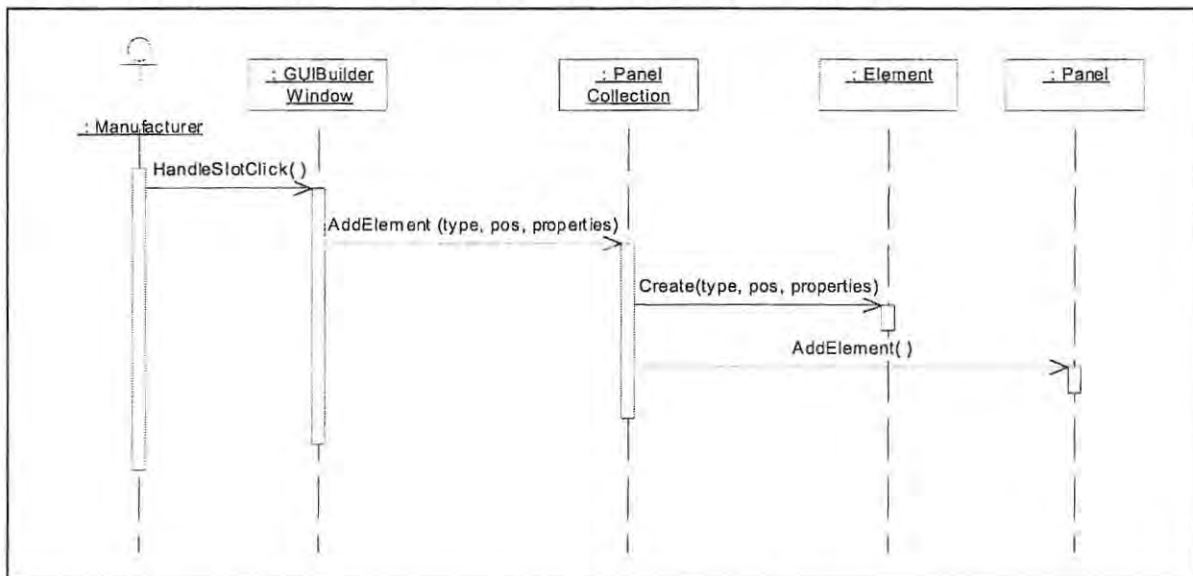 : GUIBuilder
Window
: Panel
Collection
: Element
: Panel
: Manufacturer
HandleSlotClick( )
AddElement (type, pos, properties)
Create(type, pos, properties)
AddElement( )